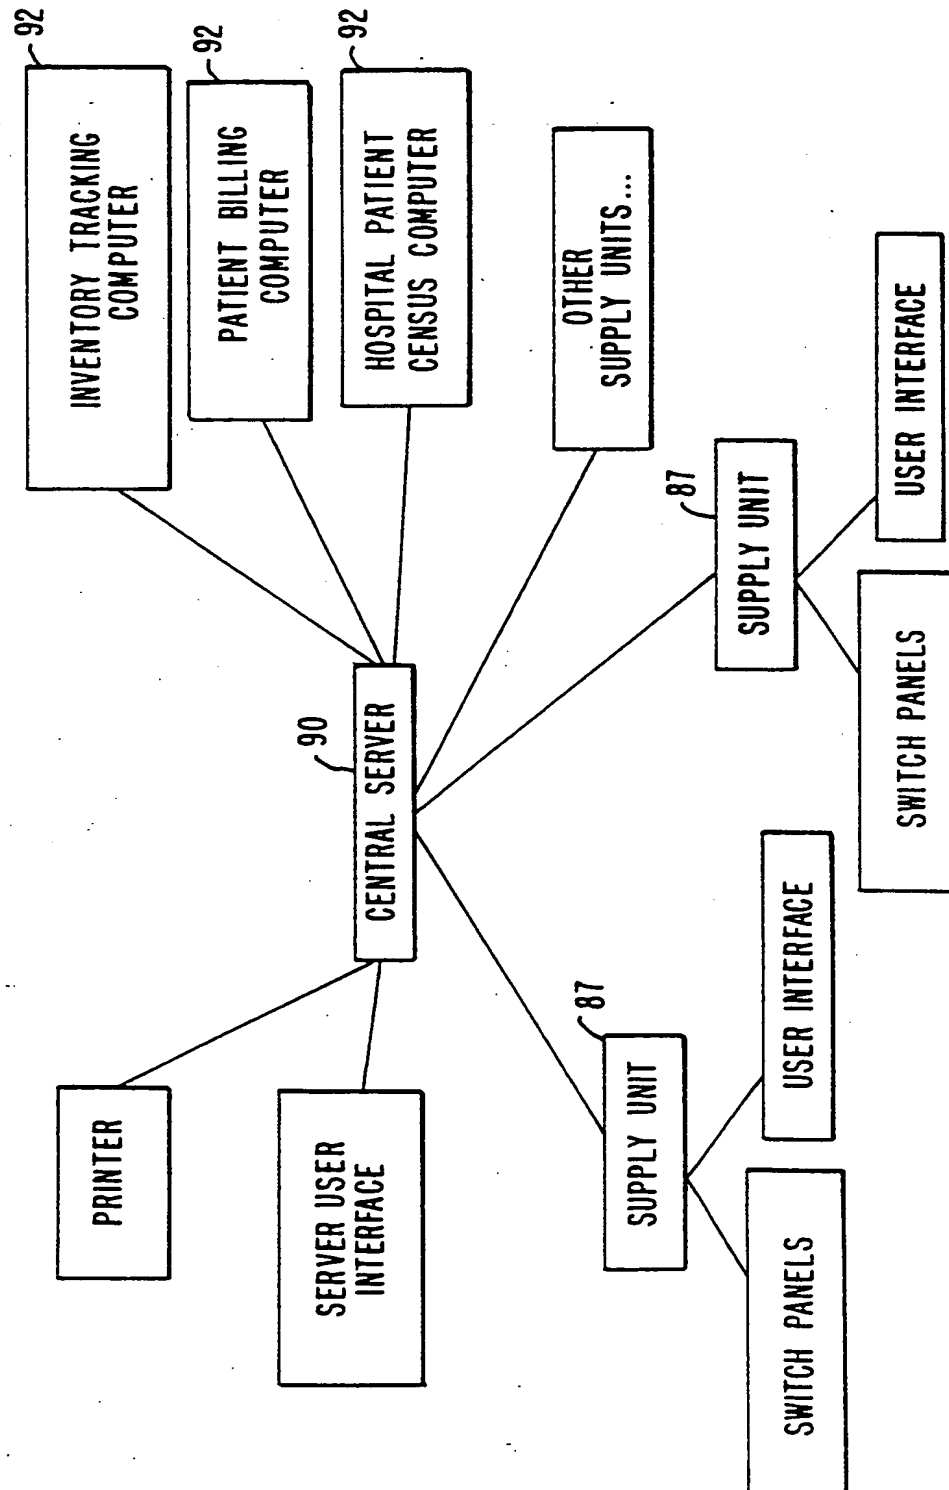 PRINTER
INVENTORY TRACKING
COMPUTER
92
PATIENT BILLING
COMPUTER
92
SERVER USER
INTERFACE
90
CENTRAL SERVER
HOSPITAL PATIENT
CENSUS COMPUTER
92
OTHER
SUPPLY UNITS...
87
SUPPLY UNIT
87
SUPPLY UNIT
SWITCH PANELS
USER INTERFACE
SWITCH PANELS
USER INTERFACE